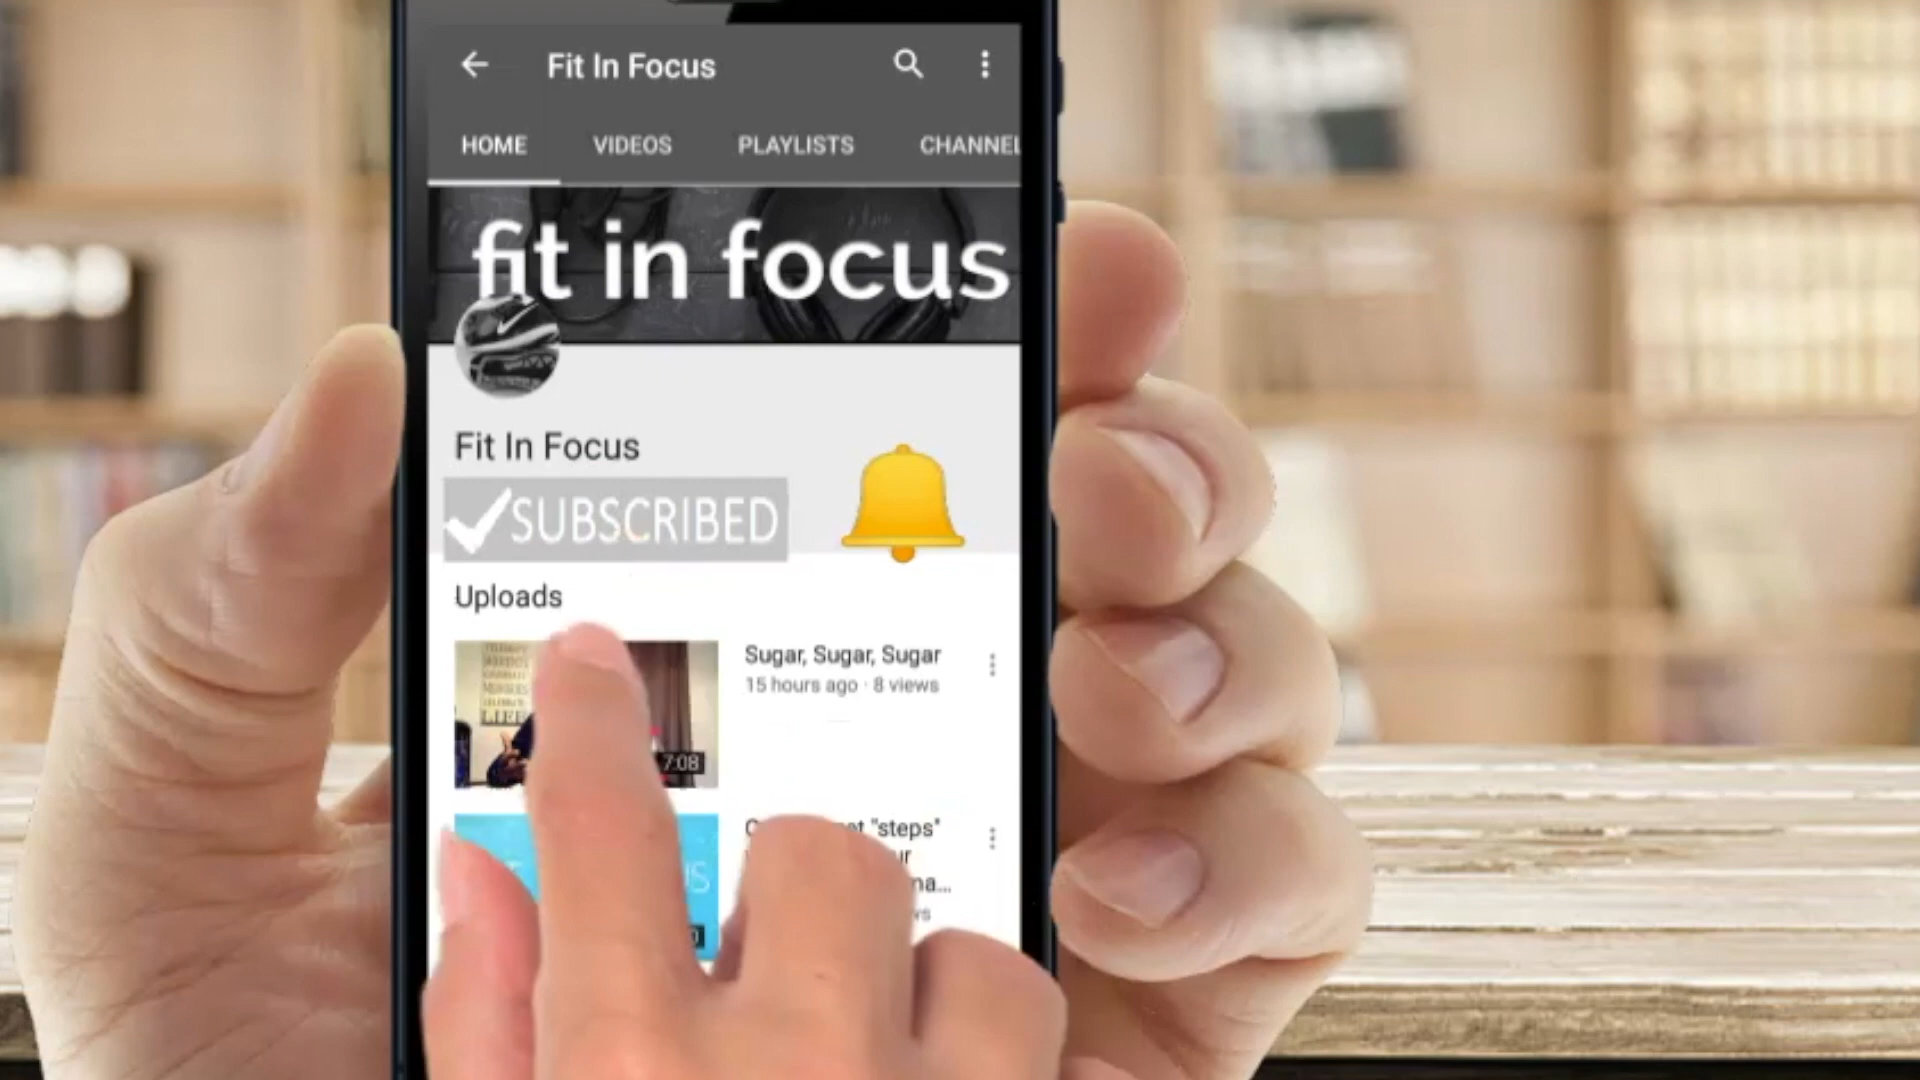 Fit In Focus
HOME VIDEOS PLAYLISTS CHANNEL
fit in focus
Fit In Focus
SUBSCRIBED
Uploads
Sugar, Sugar, Sugar
15 hours ago · 8 views
LIFE
7:08
"steps"